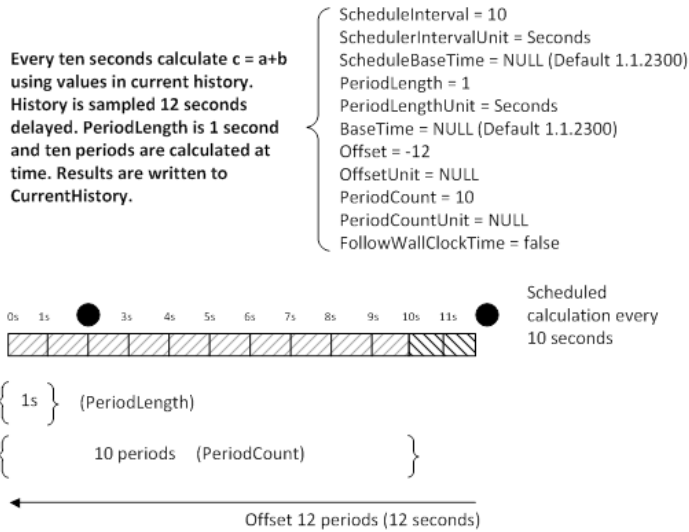 Every ten seconds calculate c = a+b
using values in current history.
History is sampled 12 seconds
delayed. PeriodLength is 1 second
and ten periods are calculated at
time. Results are written to
CurrentHistory.
ScheduleInterval = 10
SchedulerIntervalUnit = Seconds
ScheduleBaseTime = NULL (Default 1.1.2300)
PeriodLength = 1
PeriodLengthUnit = Seconds
BaseTime = NULL (Default 1.1.2300)
Offset = -12
OffsetUnit = NULL
PeriodCount = 10
PeriodCountUnit = NULL
FollowWallClockTime = false
0s 1s 3s 4s 5s 6s 7s 8s 9s 10s 11s
Scheduled
calculation every
10 seconds
1s (PeriodLength)
10 periods (PeriodCount)
Offset 12 periods (12 seconds)